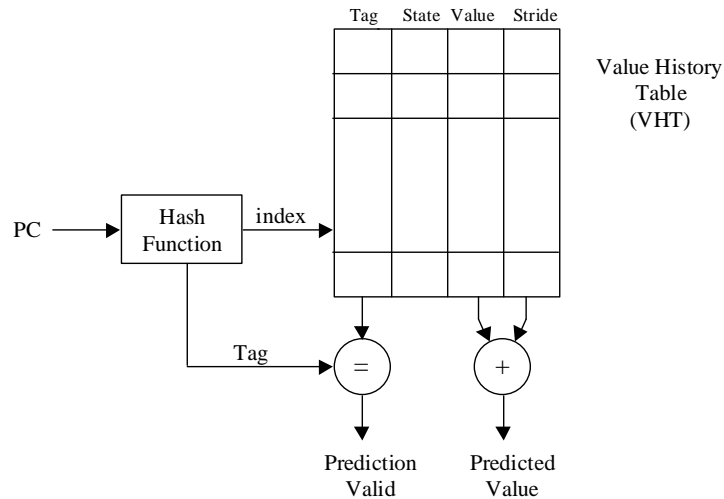 Tag State Value Stride
Value History
Table
(VHT)
PC
Hash
Function
index
Tag
=
+
Prediction
Valid
Predicted
Value